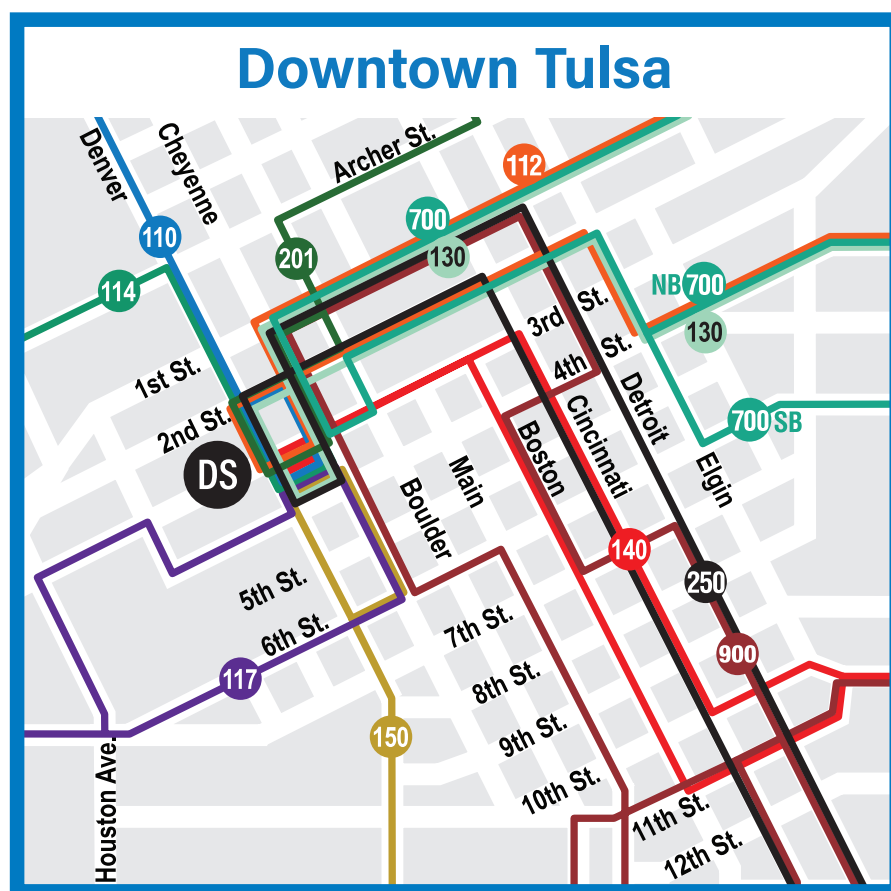 Downtown Tulsa
Denver
Cheyenne
Archer St.
112
700
110
201
130
114
NB 700
3rd St.
130
1st St.
4th St.
2nd St.
Detroit
700 SB
DS
Cincinnati
Boston
Elgin
Main
Boulder
140
250
5th St.
6th St.
7th St.
900
117
8th St.
150
9th St.
10th St.
Houston Ave.
11th St.
12th St.